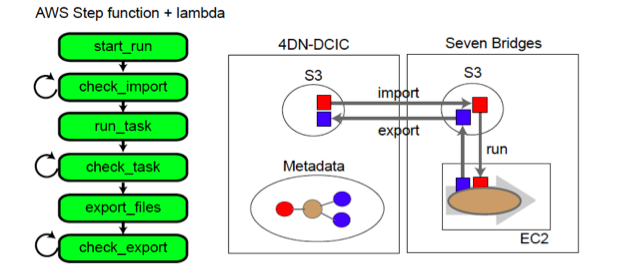 AWS Step function + lambda
start_run
check_import
run_task
check_task
export_files
check_export
4DN-DCIC
S3
Metadata
import
export
Seven Bridges
S3
run
EC2